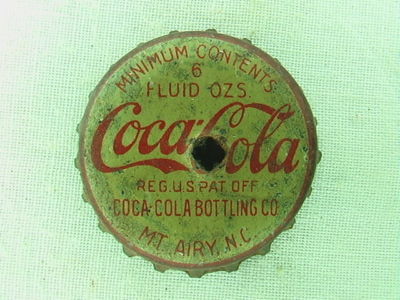 MINIMUM CONTENTS
6
FLUID OZS.
Coca-Cola
REG. U.S. PAT. OFF.
COCA-COLA BOTTLING CO
MT. AIRY, N.C.